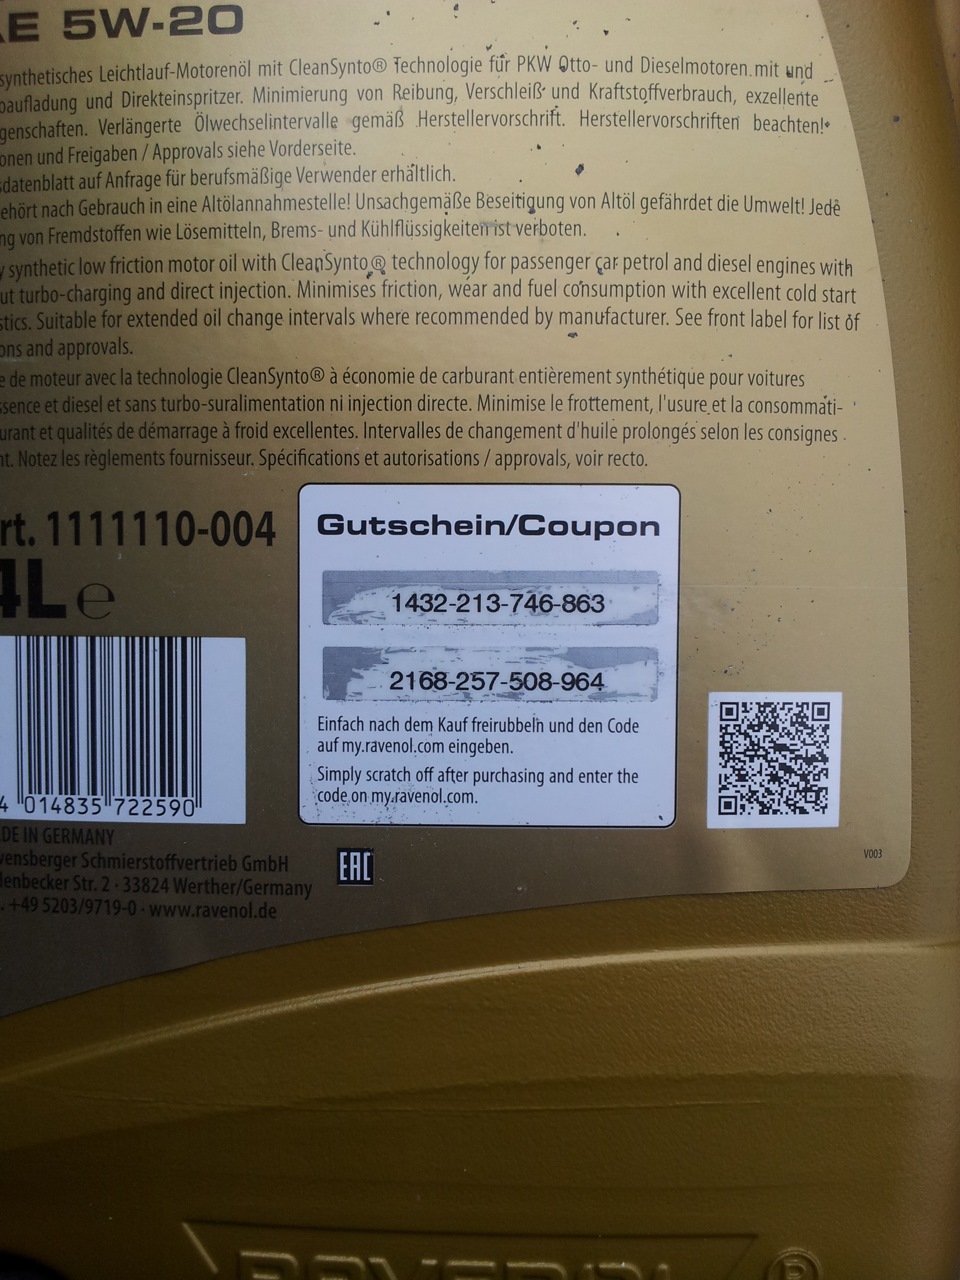 5W-20
synthetisches Leichtlauf-Motorenöl mit CleanSynto® Technologie für PKW Otto- und Dieselmotoren mit und
oaufladung und Direkteinspritzer. Minimierung von Reibung, Verschleiß und Kraftstoffverbrauch, exzellente
genschaften. Verlängerte Ölwechselintervalle gemäß Herstellervorschrift. Herstellervorschriften beachten!
onen und Freigaben / Approvals siehe Vorderseite.
sdatenblatt auf Anfrage für berufsmäßige Verwender erhältlich.
ehört nach Gebrauch in eine Altölannahmestelle! Unsachgemäße Beseitigung von Altöl gefährdet die Umwelt! Jede
ng von Fremdstoffen wie Lösemitteln, Brems- und Kühlflüssigkeiten ist verboten.
y synthetic low friction motor oil with CleanSynto® technology for passenger car petrol and diesel engines with
ut turbo-charging and direct injection. Minimises friction, wear and fuel consumption with excellent cold start
stics. Suitable for extended oil change intervals where recommended by manufacturer. See front label for list of
ons and approvals.
e de moteur avec la technologie CleanSynto® à économie de carburant entièrement synthétique pour voitures
ssence et diesel et sans turbo-suralimentation ni injection directe. Minimise le frottement, l'usure et la consommati-
urant et qualités de démarrage à froid excellentes. Intervalles de changement d'huile prolongés selon les consignes
nt. Notez les règlements fournisseur. Spécifications et autorisations / approvals, voir recto.
rt. 1111110-004
4L e
Gutschein/Coupon
1432-213-746-863
2168-257-508-964
Einfach nach dem Kauf freirubbeln und den Code
auf my.ravenol.com eingeben.
Simply scratch off after purchasing and enter the
code on my.ravenol.com.
4 014835 722590
DE IN GERMANY
vensberger Schmierstoffvertrieb GmbH
lenbecker Str. 2 · 33824 Werther/Germany
. +49 5203/9719-0 · www.ravenol.de
EAC
V003
RAVENOL ®